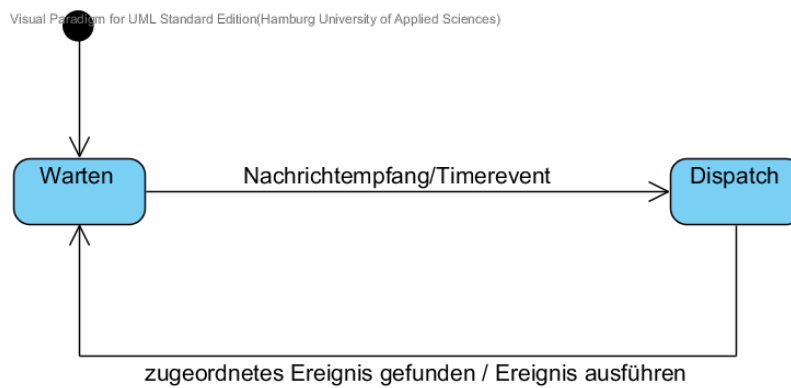 Visual Paradigm for UML Standard Edition(Hamburg University of Applied Sciences)
Warten
Nachrichtempfang/Timerevent
Dispatch
zugeordnetes Ereignis gefunden / Ereignis ausführen